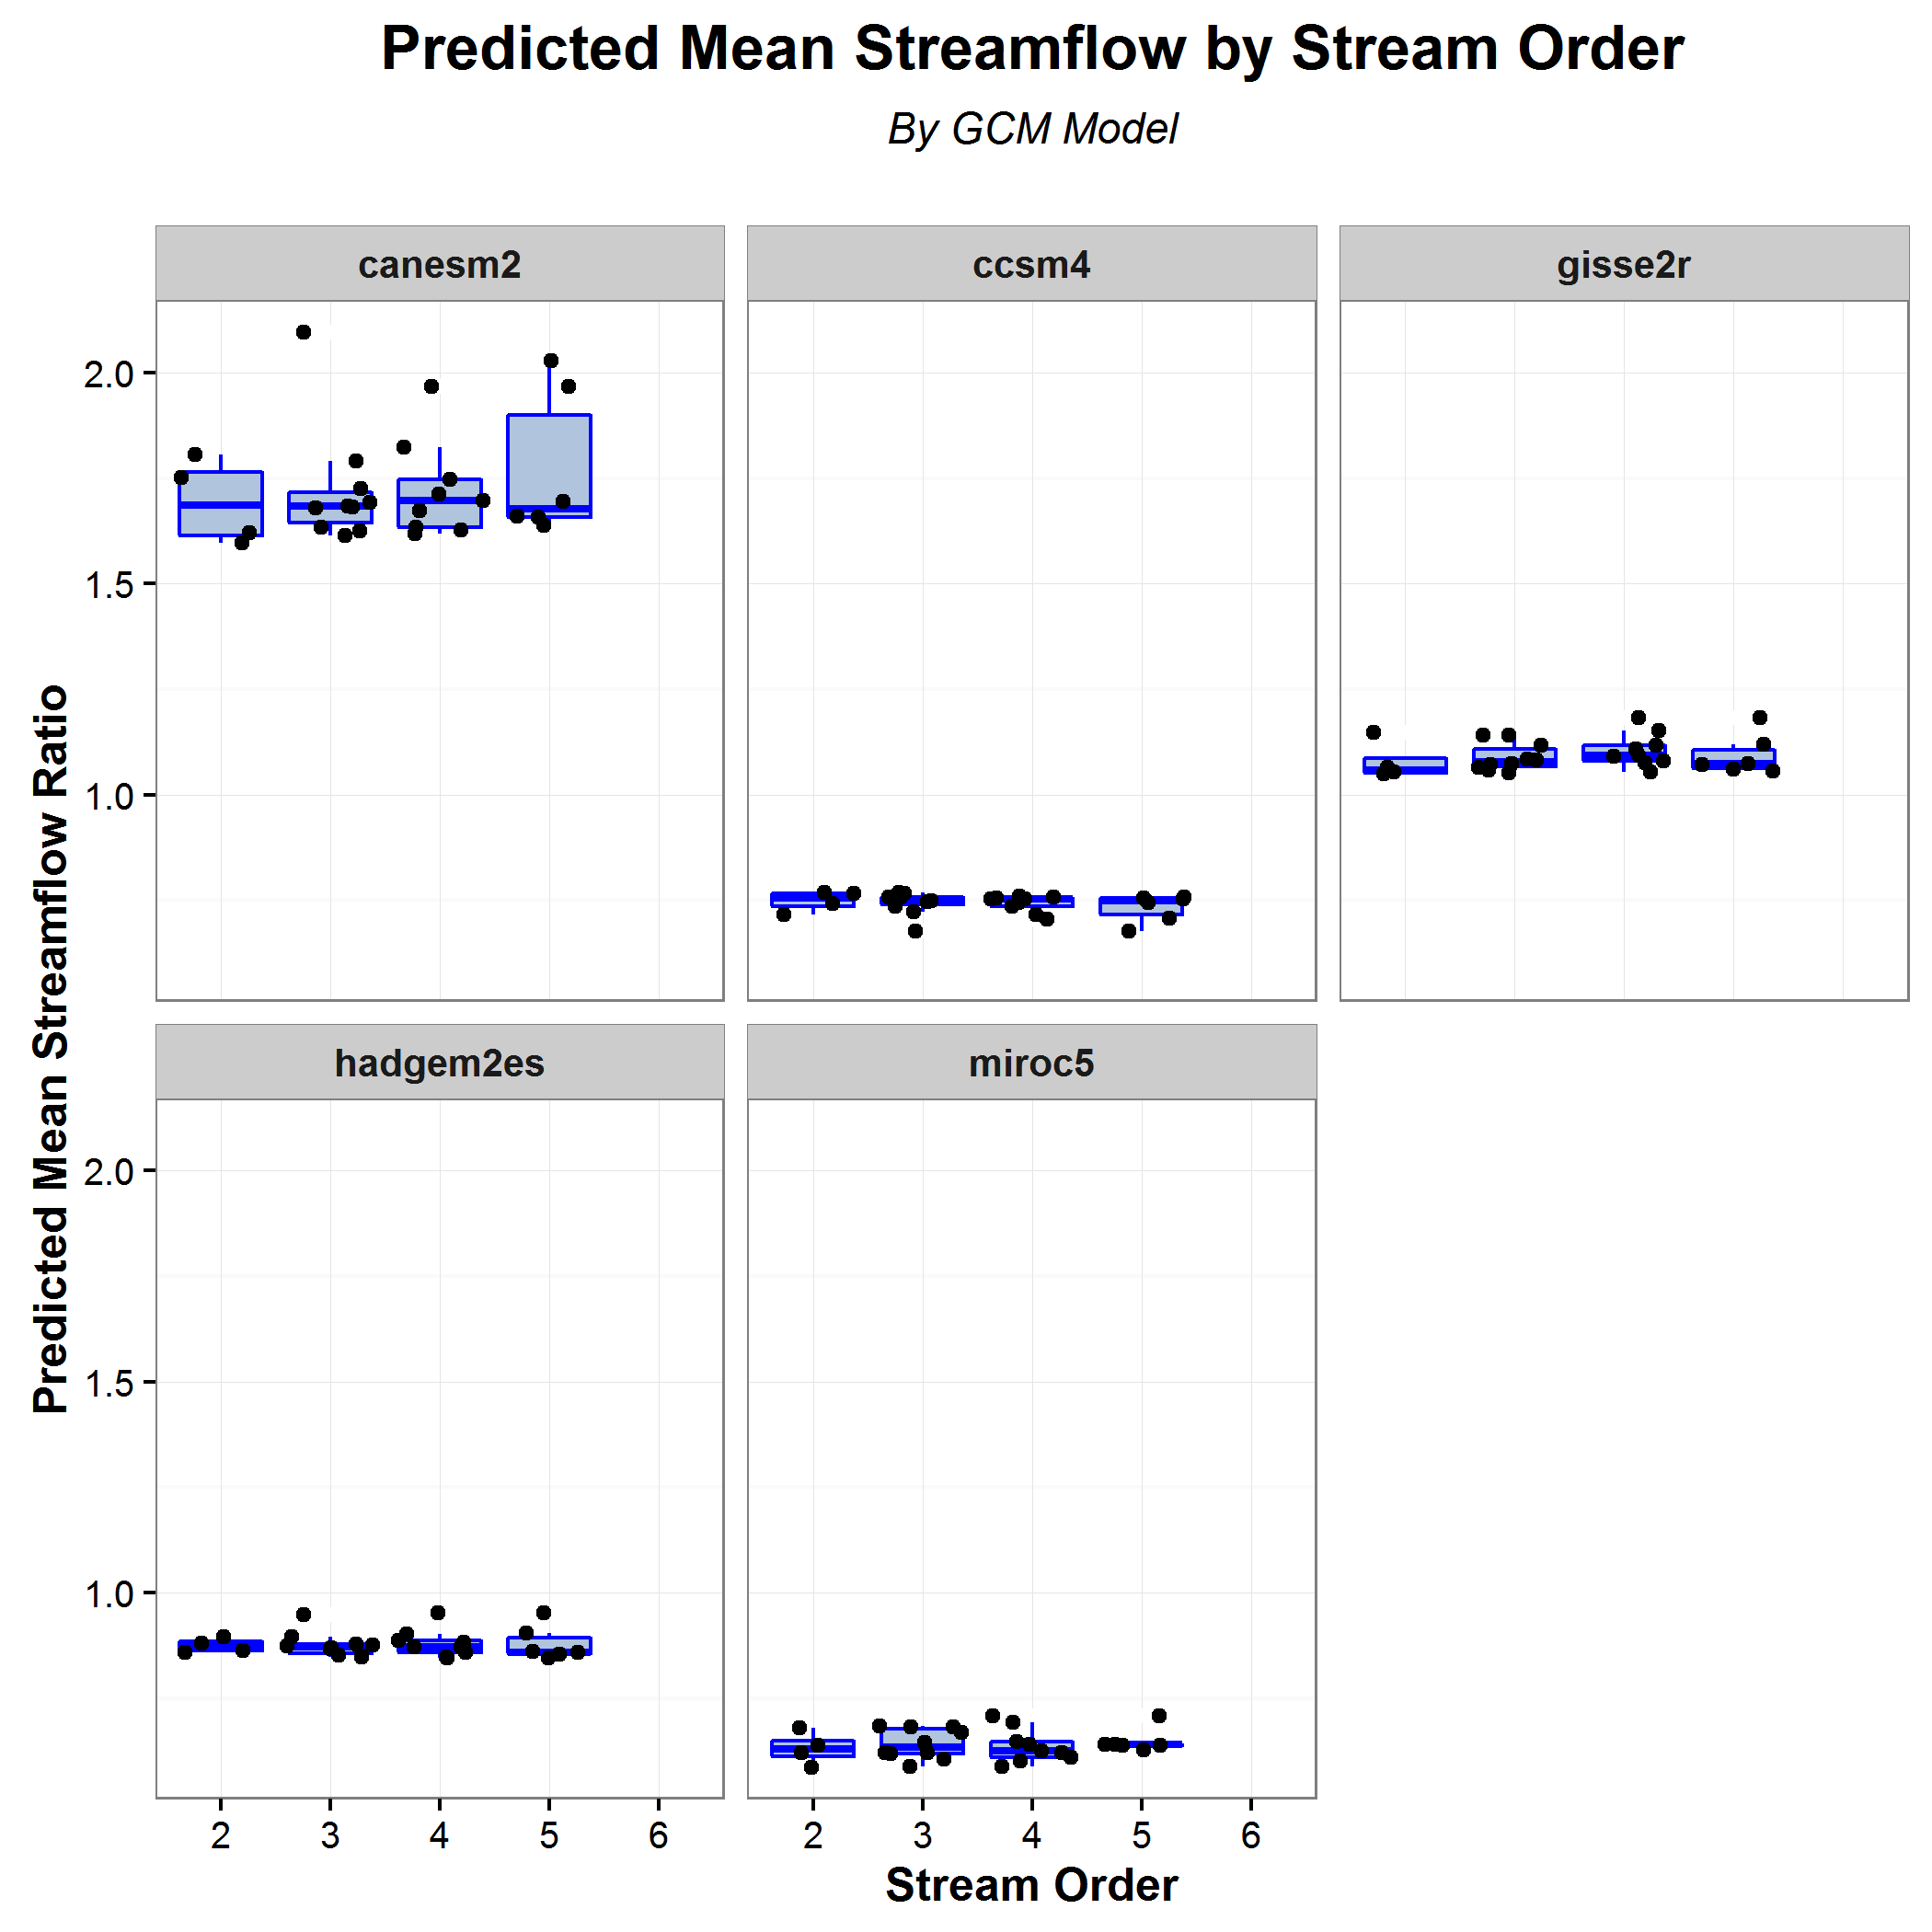 Predicted Mean Streamflow by Stream Order
By GCM Model
canesm2
ccsm4
gisse2r
2.0
1.5
1.0
Predicted Mean Streamflow Ratio
hadgem2es
miroc5
2.0
1.5
1.0
2 3 4 5 6
2 3 4 5 6
Stream Order